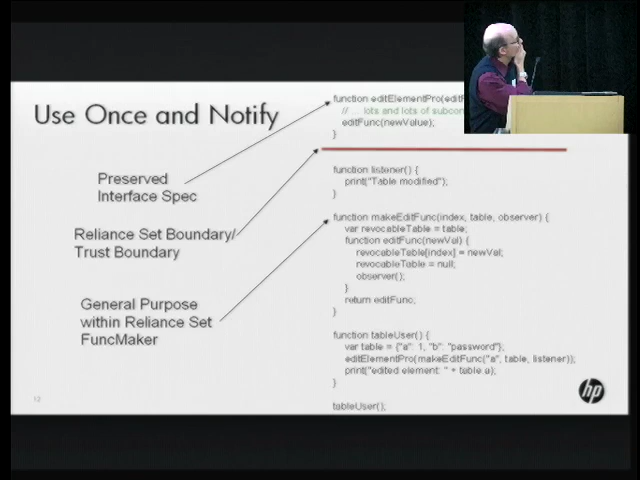 Use Once and Notify
Preserved
Interface Spec
Reliance Set Boundary/
Trust Boundary
General Purpose
within Reliance Set
FuncMaker
function editElementPro(
// ... lots and lots of
editFunc(newValue);
}
function listener() {
print("Table modified");
}
function makeEditFunc(index, table, observer) {
var revocableTable = table;
function editFunc(newVal) {
revocableTable[index] = newVal;
revocableTable = null;
observer();
}
return editFunc;
}
function tableUser() {
var table = {"a": 1, "b": "password"};
editElementPro(makeEditFunc("a", table, listener));
print("edited element: " + table.a);
}
tableUser();
hp